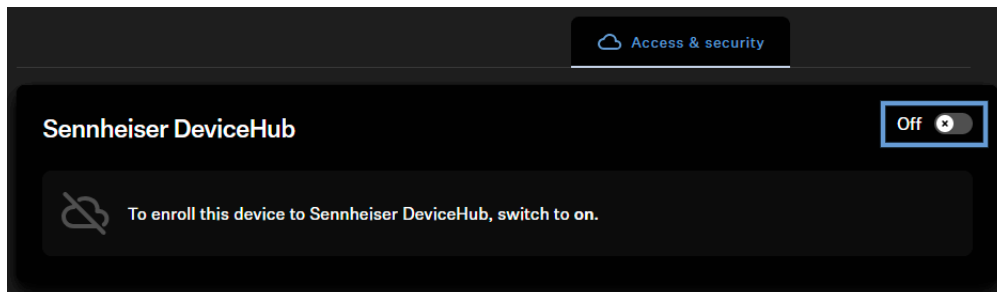 Access & security
Sennheiser DeviceHub
Off
To enroll this device to Sennheiser DeviceHub, switch to on.